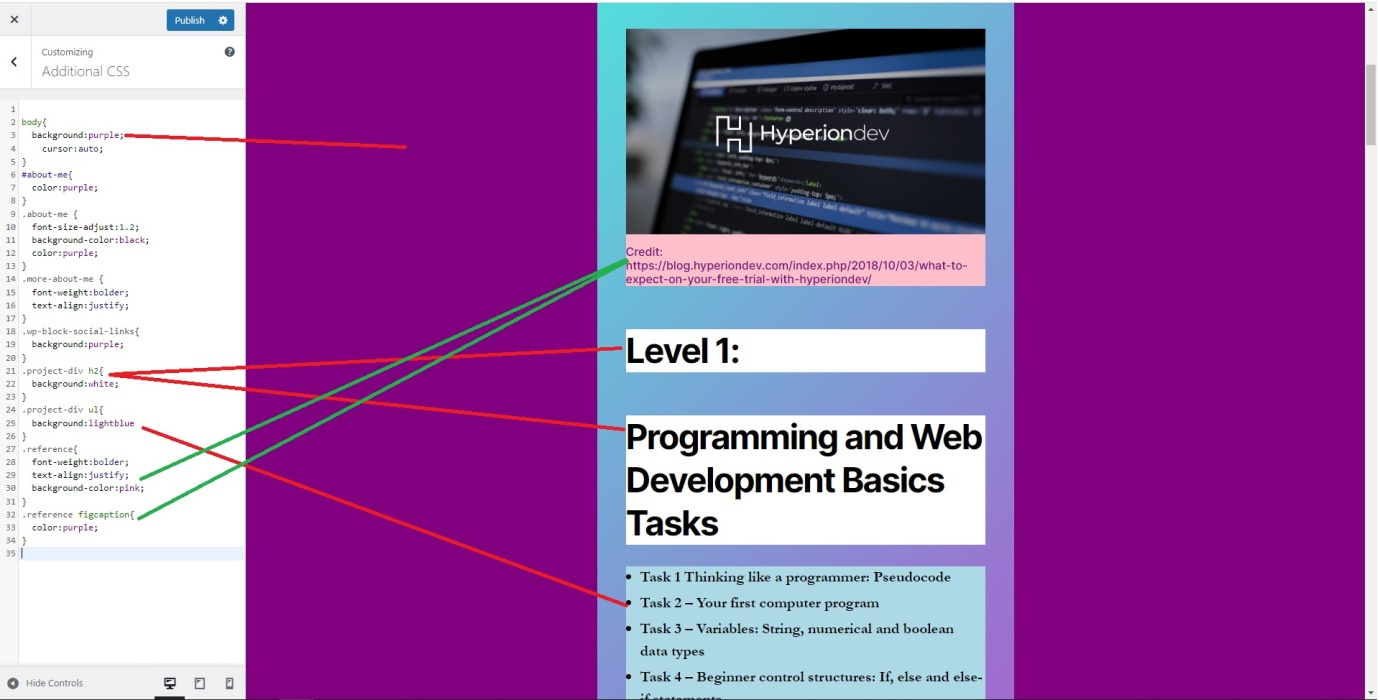 Publish
Customizing
Additional CSS
1
2 body{
3 background:purple;
4 cursor:auto;
5 }
6 #about-me{
7 color:purple;
8 }
9 .about-me {
10 font-size-adjust:1.2;
11 background-color:black;
12 color:purple;
13 }
14 .more-about-me {
15 font-weight:bolder;
16 text-align:justify;
17 }
18 .wp-block-social-links{
19 background:purple;
20 }
21 .project-div h2{
22 background:white;
23 }
24 .project-div ul{
25 background:lightblue
26 }
27 .reference{
28 font-weight:bolder;
29 text-align:justify;
30 background-color:pink;
31 }
32 .reference figcaption{
33 color:purple;
34 }
35
Hide Controls
Hyperiondev
Credit:
https://blog.hyperiondev.com/index.php/2018/10/03/what-to-
expect-on-your-free-trial-with-hyperiondev/
Level 1:
Programming and Web
Development Basics
Tasks
• Task 1 Thinking like a programmer: Pseudocode
• Task 2 – Your first computer program
• Task 3 – Variables: String, numerical and boolean
data types
• Task 4 – Beginner control structures: If, else and else-
if statements